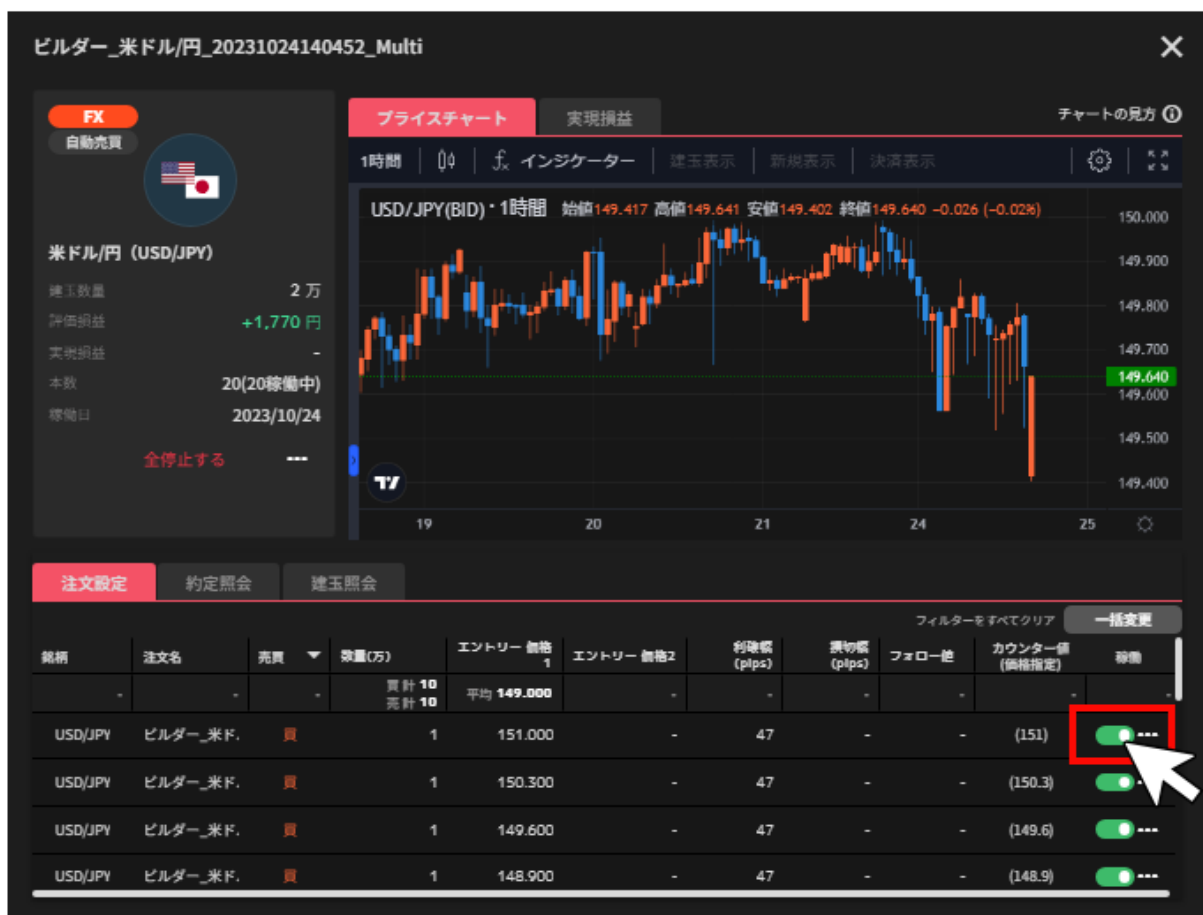 ビルダー_米ドル/円_20231024140452_Multi
FX
自動売買
米ドル/円（USD/JPY）
建玉数量 2 万
評価損益 +1,770 円
実現損益 -
本数 20(20稼働中)
稼働日 2023/10/24
全停止する
プライスチャート 実現損益 チャートの見方
1時間 fx インジケーター 建玉表示 新規表示 決済表示
USD/JPY(BID)・1時間 始値149.417 高値149.641 安値149.402 終値149.640 -0.026 (-0.02%)
150.000
149.900
149.800
149.700
149.640
149.600
149.500
149.400
19 20 21 24 25
注文設定 約定照会 建玉照会
フィルターをすべてクリア 一括変更
銘柄 注文名 売買 数量(万) エントリー価格1 エントリー価格2 利確幅(pips) 損切幅(pips) フォロー値 カウンター値(価格指定) 稼働
- - - 買計 10 平均 149.000 - - - - - -
売計 10
USD/JPY ビルダー_米ド. 買 1 151.000 - 47 - - (151)
USD/JPY ビルダー_米ド. 買 1 150.300 - 47 - - (150.3)
USD/JPY ビルダー_米ド. 買 1 149.600 - 47 - - (149.6)
USD/JPY ビルダー_米ド. 買 1 148.900 - 47 - - (148.9)